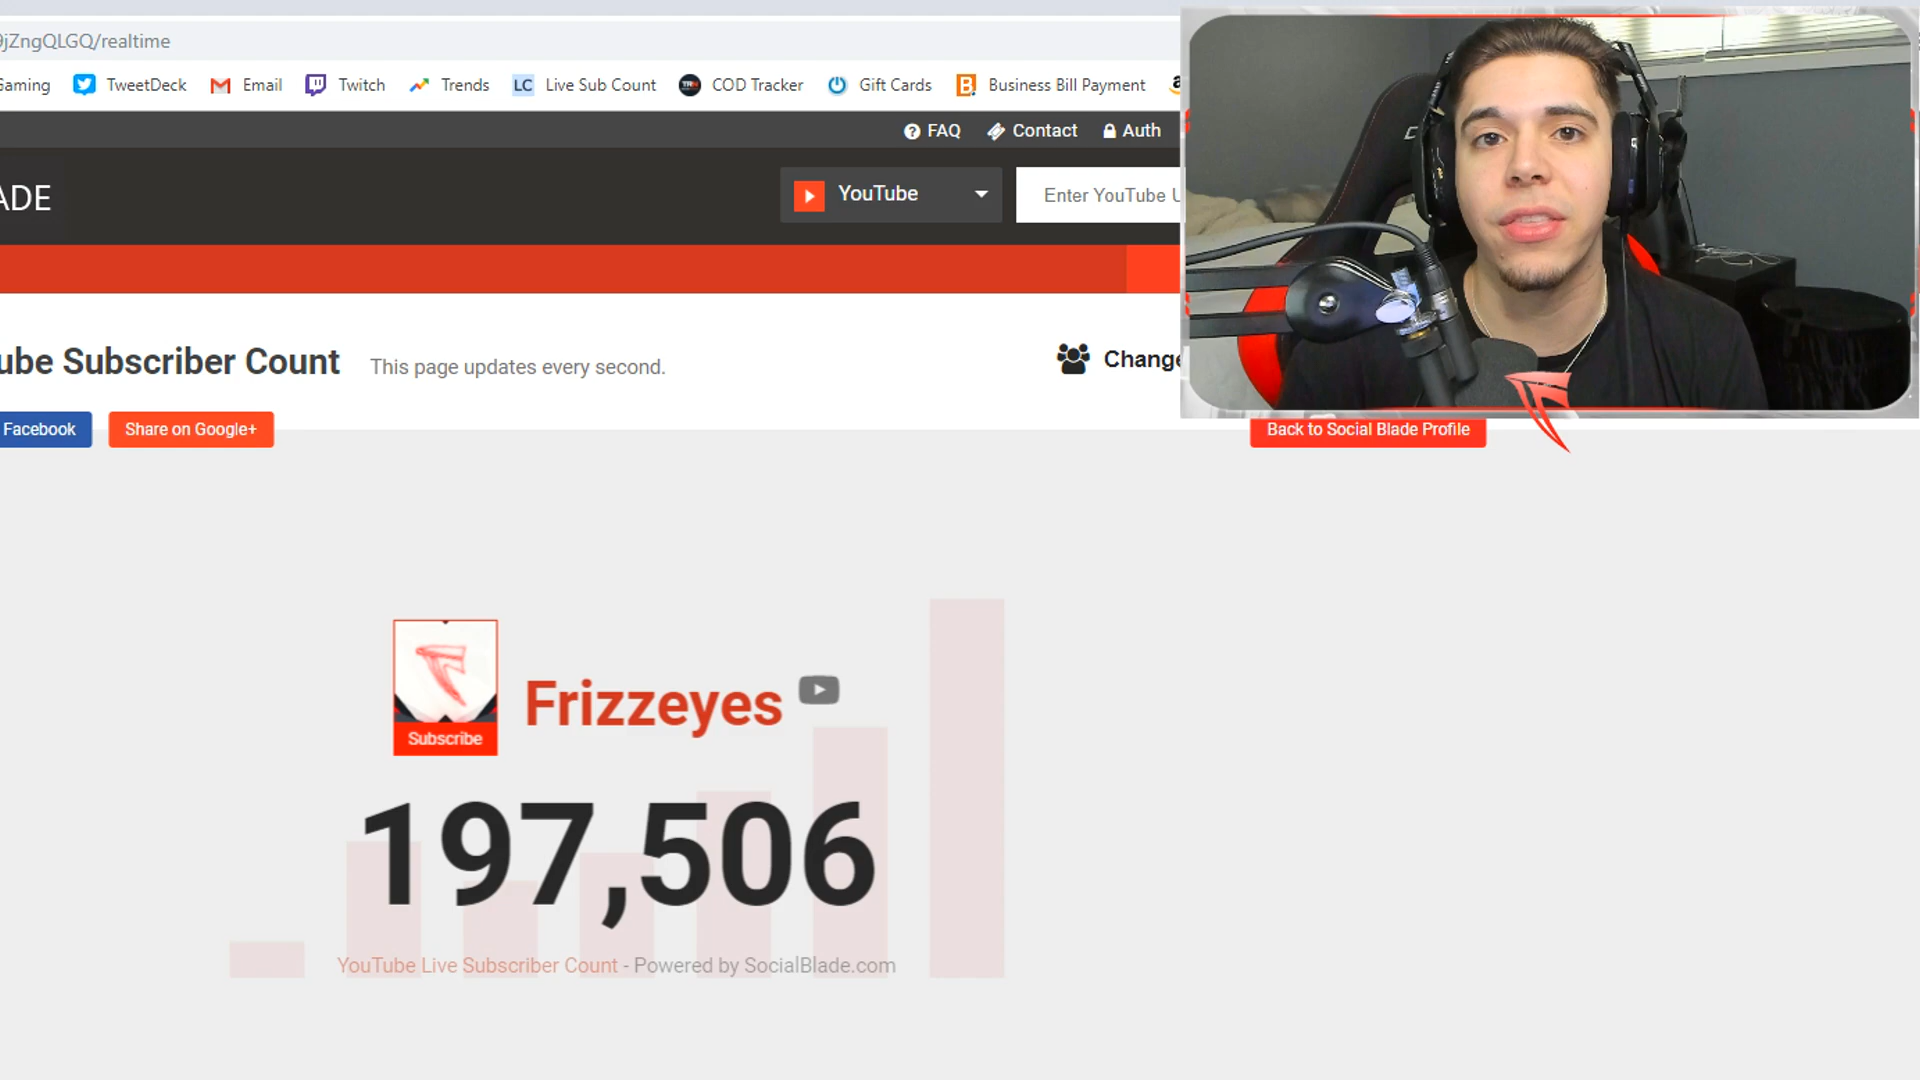 9jZngQLGQ/realtime
Gaming TweetDeck Email Twitch Trends LC Live Sub Count COD Tracker Gift Cards Business Bill Payment
FAQ Contact Auth
ADE YouTube Enter YouTube U
ube Subscriber Count This page updates every second. Change
Facebook Share on Google+ Back to Social Blade Profile
Frizzeyes
Subscribe
197,506
YouTube Live Subscriber Count - Powered by SocialBlade.com